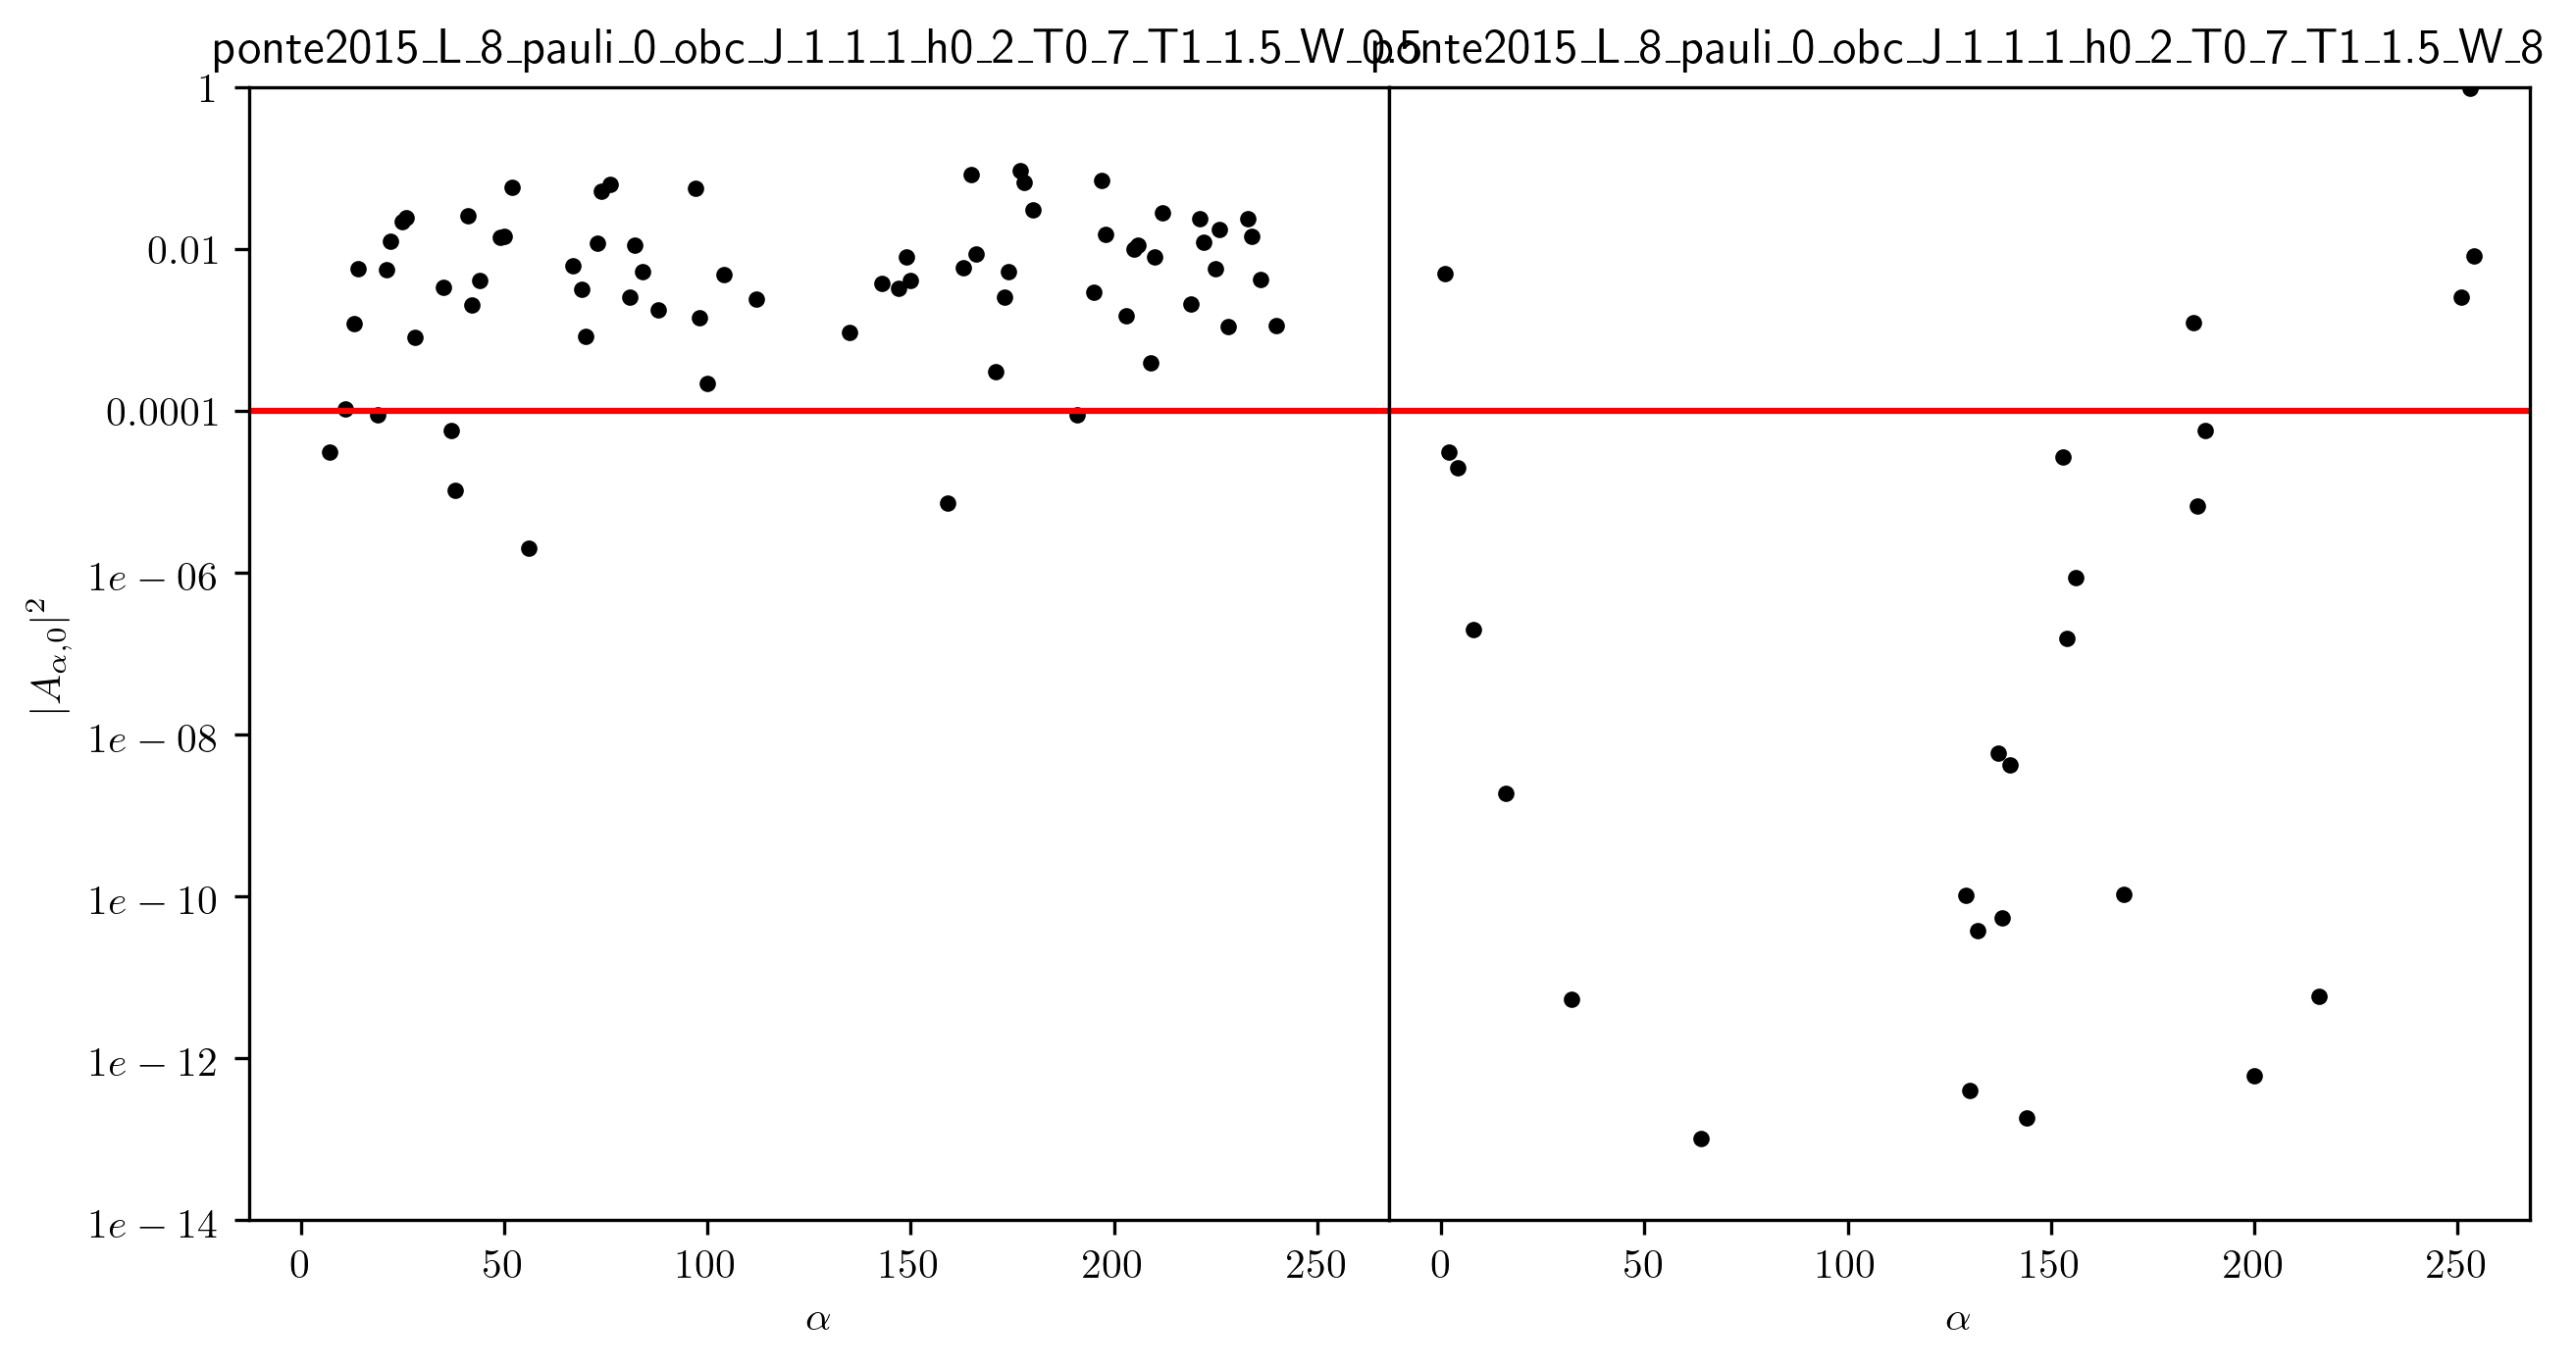 ponte2015_L_8_pauli_0_obc_J_1_1_1_h0_2_T0_7_T1_1.5_W_0.5
ponte2015_L_8_pauli_0_obc_J_1_1_1_h0_2_T0_7_T1_1.5_W_8
1
0.01
0.0001
1e − 06
1e − 08
1e − 10
1e − 12
1e − 14
|A_{α,0}|²
0 50 100 150 200 250
0 50 100 150 200 250
α
α